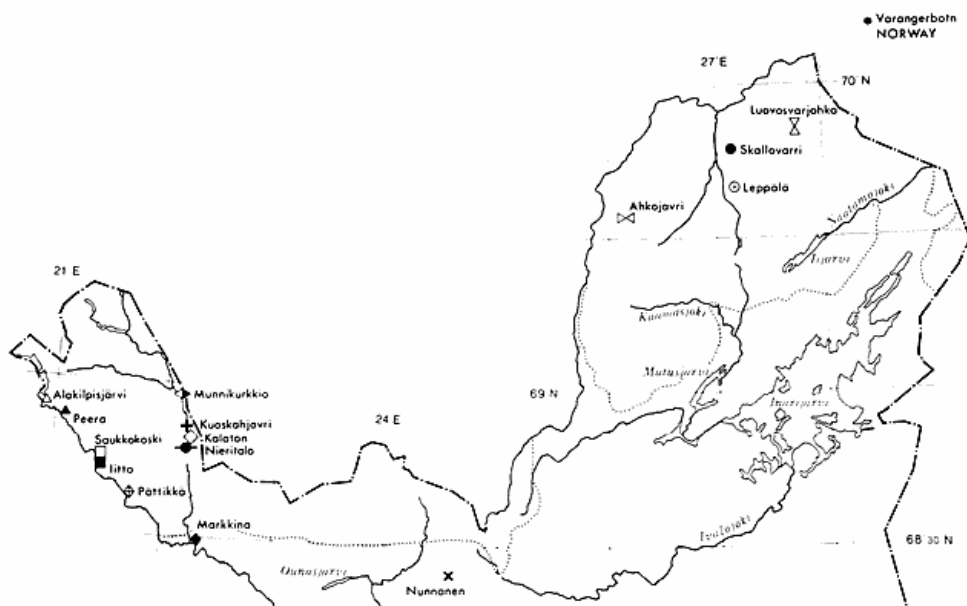 Varangerbotn
NORWAY
27°E
70 N
Luovosvarjohka
Skallovarri
Leppälä
Ahkojavri
Näätämöjoki
Iijärvi
21 E
Kaamasjoki
Mutusjärvi
69 N
Inarijärvi
Alakilpisjärvi
Munnikurkkio
Peera
Kuoskahjavri
24 E
Kalaton
Saukkokoski
Nieritalo
Iitto
Pättikkä
Markkina
Ivalojoki
68 30 N
Ounasjärvi
Nunnanen